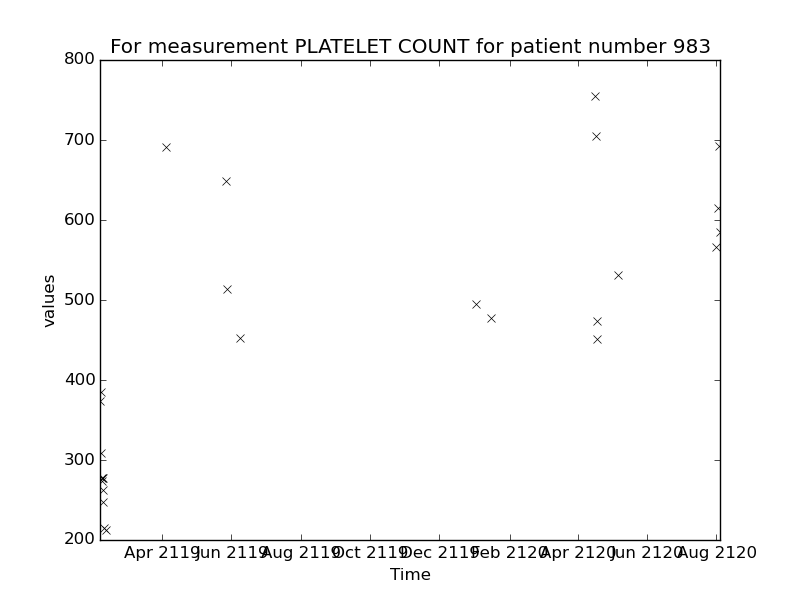 For measurement PLATELET COUNT for patient number 983
800
700
600
500
400
300
200
values
Apr 2119 Jun 2119 Aug 2119 Oct 2119 Dec 2119 Feb 2120 Apr 2120 Jun 2120 Aug 2120
Time